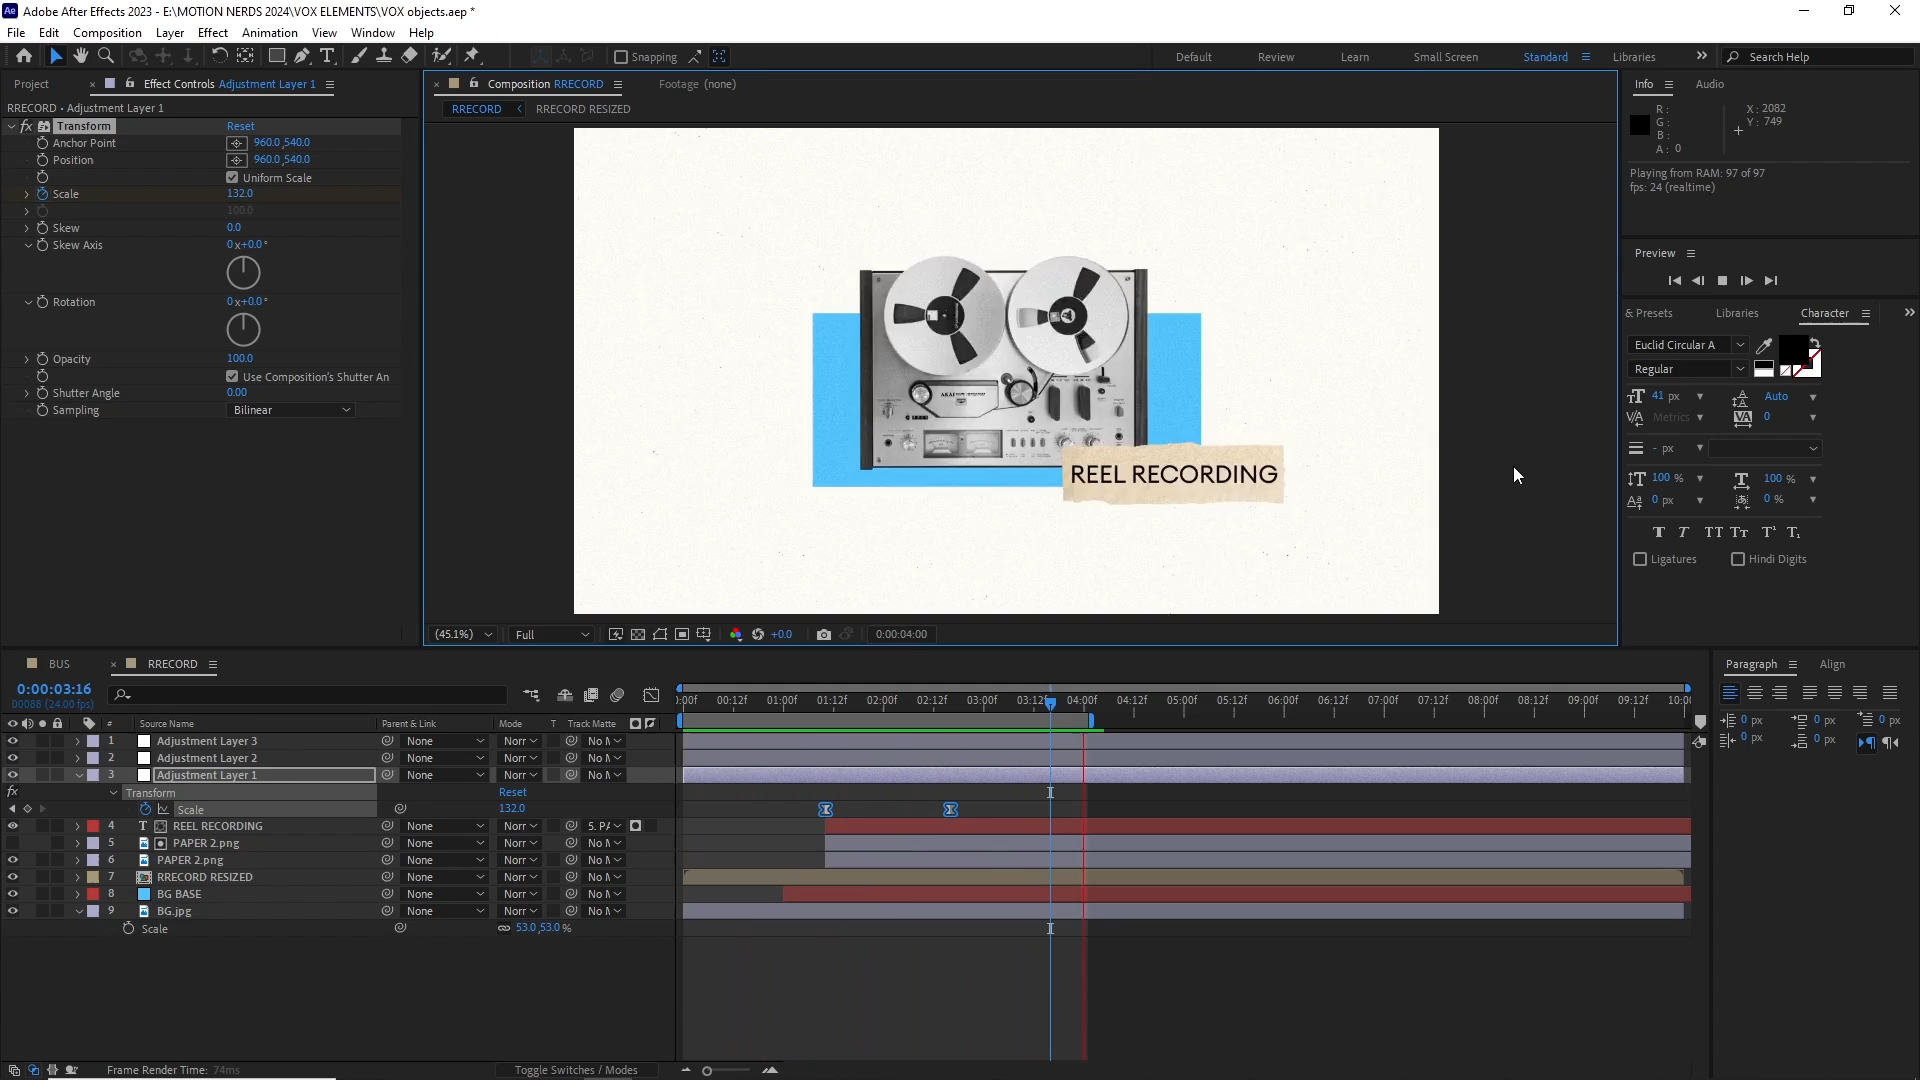 Adobe After Effects 2023 - E:\MOTION NERDS 2024\VOX ELEMENTS\VOX objects.aep *
File Edit Composition Layer Effect Animation View Window Help
Snapping Default Review Learn Small Screen Standard Libraries Search Help
Project Effect Controls Adjustment Layer 1
RRECORD • Adjustment Layer 1
fx Transform Reset
Anchor Point 960.0,540.0
Position 960.0,540.0
Uniform Scale
Scale 132.0
100.0
Skew 0.0
Skew Axis 0x+0.0°
Rotation 0x+0.0°
Opacity 100.0
Use Composition's Shutter An
Shutter Angle 0.00
Sampling Bilinear
Composition RRECORD Footage (none)
RRECORD RRECORD RESIZED
AKAI
REEL RECORDING
(45.1%) Full +0.0 0:00:04:00
Info Audio
R: X: 2082
G: Y: 749
B:
A: 0
Playing from RAM: 97 of 97
fps: 24 (realtime)
Preview
& Presets Libraries Character
Euclid Circular A
Regular
41 px Auto
Metrics 0
- px
100 % 100 %
0 px 0 %
Ligatures Hindi Digits
BUS RRECORD
0:00:03:16
00088 (24.00 fps)
:00f 00:12f 01:00f 01:12f 02:00f 02:12f 03:00f 03:12f 04:00f 04:12f 05:00f 05:12f 06:00f 06:12f 07:00f 07:12f 08:00f 08:12f 09:00f 09:12f 10:00
# Source Name Parent & Link Mode T Track Matte
1 Adjustment Layer 3 None Norr No M
2 Adjustment Layer 2 None Norr No M
3 Adjustment Layer 1 None Norr No M
fx Transform Reset
Scale 132.0
4 T REEL RECORDING None Norr 5. PA
5 PAPER 2.png None Norr No M
6 PAPER 2.png None Norr No M
7 RRECORD RESIZED None Norr No M
8 BG BASE None Norr No M
9 BG.jpg None Norr No M
Scale 53.0,53.0 %
Frame Render Time: 74ms Toggle Switches / Modes
Paragraph Align
0 px 0 px 0 px
0 px 0 px